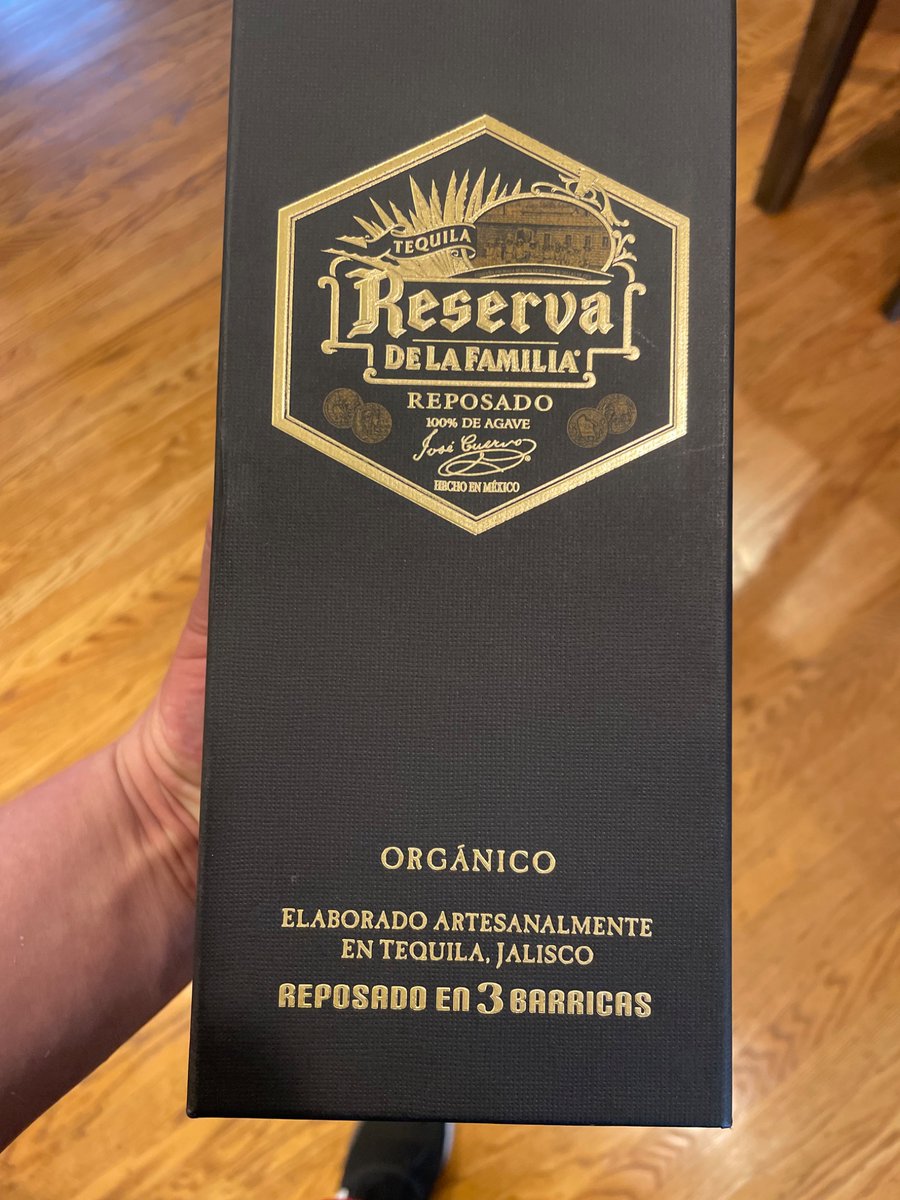 TEQUILA
Reserva
DE LA FAMILIA®
REPOSADO
100% DE AGAVE
José Cuervo®
HECHO EN MÉXICO
ORGÁNICO
ELABORADO ARTESANALMENTE
EN TEQUILA, JALISCO
REPOSADO EN 3 BARRICAS